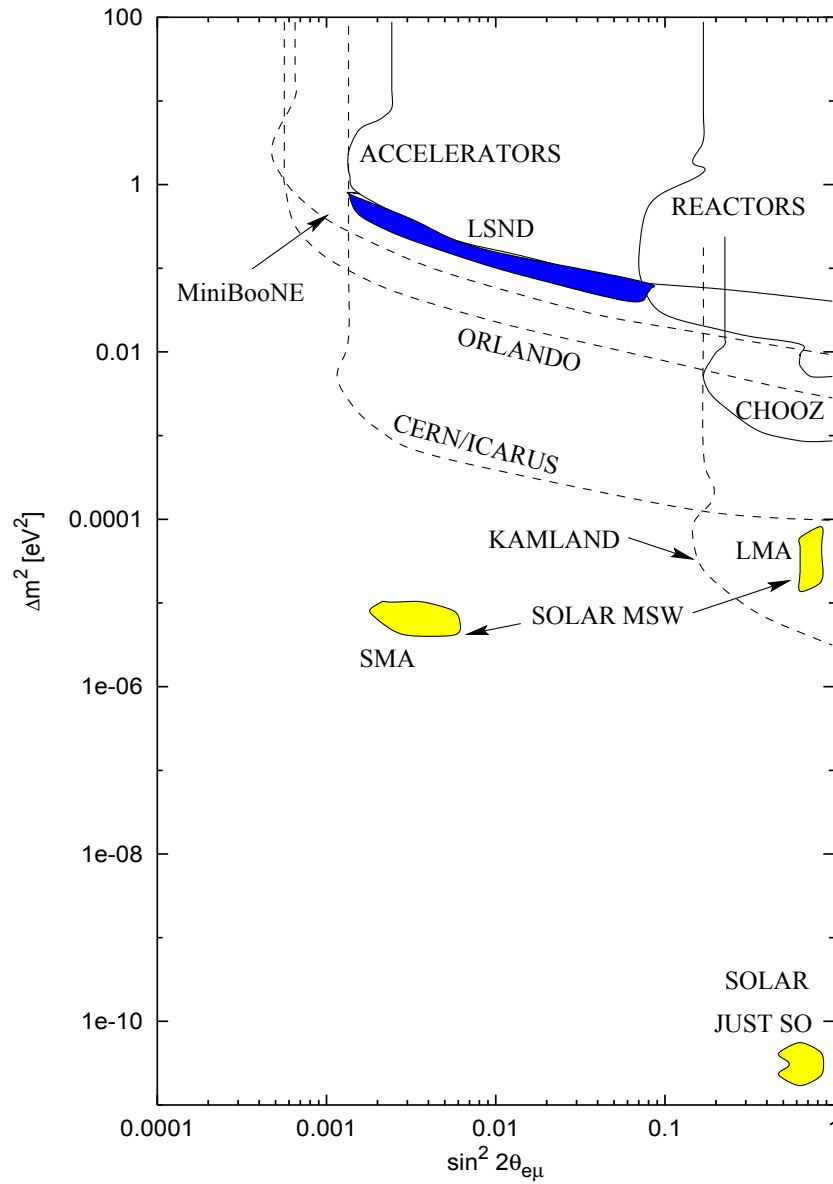 100
ACCELERATORS
1
REACTORS
LSND
MiniBooNE
ORLANDO
0.01
CHOOZ
CERN/ICARUS
0.0001
KAMLAND
LMA
Δm² [eV²]
SOLAR MSW
SMA
1e-06
1e-08
SOLAR
1e-10
JUST SO
0.0001 0.001 0.01 0.1 1
sin² 2θeμ